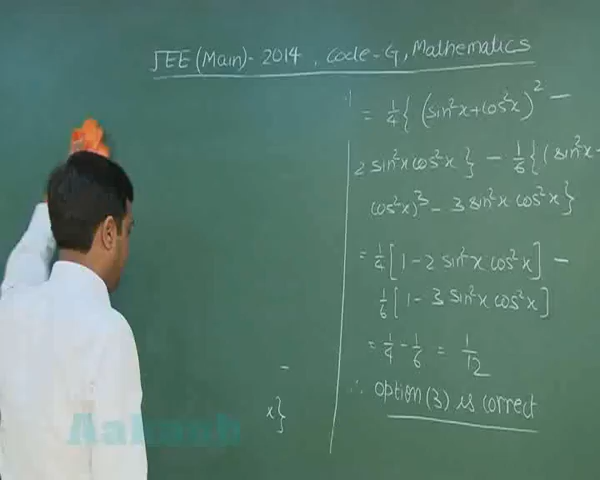 JEE (Main)- 2014, Code-G, Mathematics
x}
= 1/4 { (sin²x+cos²x)² -
2 sin²x cos²x } - 1/6 {(sin²x+
cos²x)³ - 3 sin²x cos²x }
= 1/4 [ 1-2 sin²x cos²x ] -
1/6 [ 1-3 sin²x cos²x ]
= 1/4 - 1/6 = 1/12
∴ option (3) is correct
Aakash